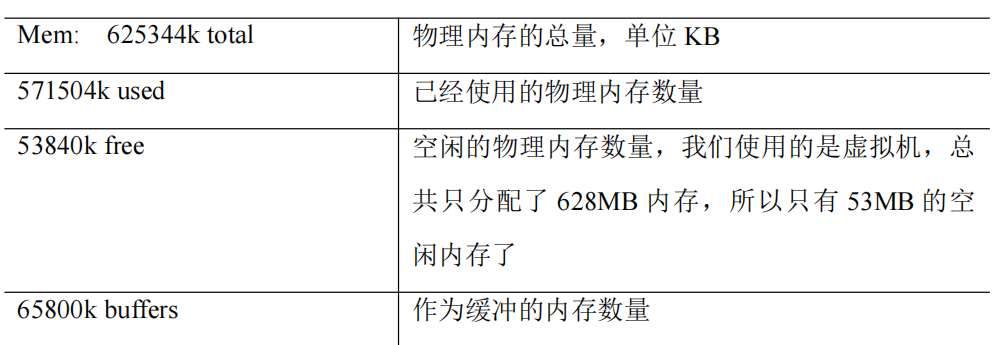 Mem: 625344k total
物理内存的总量，单位 KB
571504k used
已经使用的物理内存数量
53840k free
空闲的物理内存数量，我们使用的是虚拟机，总
共只分配了 628MB 内存，所以只有 53MB 的空
闲内存了
65800k buffers
作为缓冲的内存数量